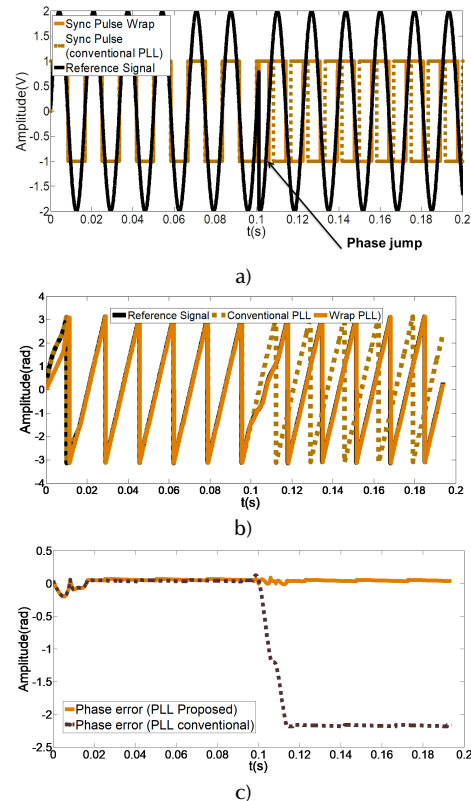 a)
2
1.5
1
0.5
0
-0.5
-1
-1.5
-2
Amplitude(V)
Sync Pulse Wrap
Sync Pulse
(conventional PLL)
Reference Signal
0 0.02 0.04 0.06 0.08 0.1 0.12 0.14 0.16 0.18 0.2
t(s)
Phase jump
a)
4
3
2
1
0
-1
-2
-3
-4
Amplitude(rad)
Reference Signal Conventional PLL Wrap PLL)
0 0.02 0.04 0.06 0.08 0.1 0.12 0.14 0.16 0.18 0.2
t(s)
b)
0.5
0
-0.5
-1
-1.5
-2
-2.5
Amplitude(rad)
Phase error (PLL Proposed)
Phase error (PLL conventional)
0 0.02 0.04 0.06 0.08 0.1 0.12 0.14 0.16 0.18 0.2
t(s)
c)